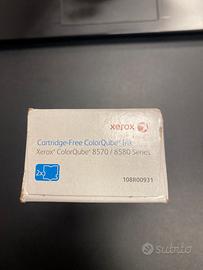 xerox
Cartridge-Free ColorQube® Ink
Xerox® ColorQube® 8570 / 8580 Series
2x
108R00931
subito